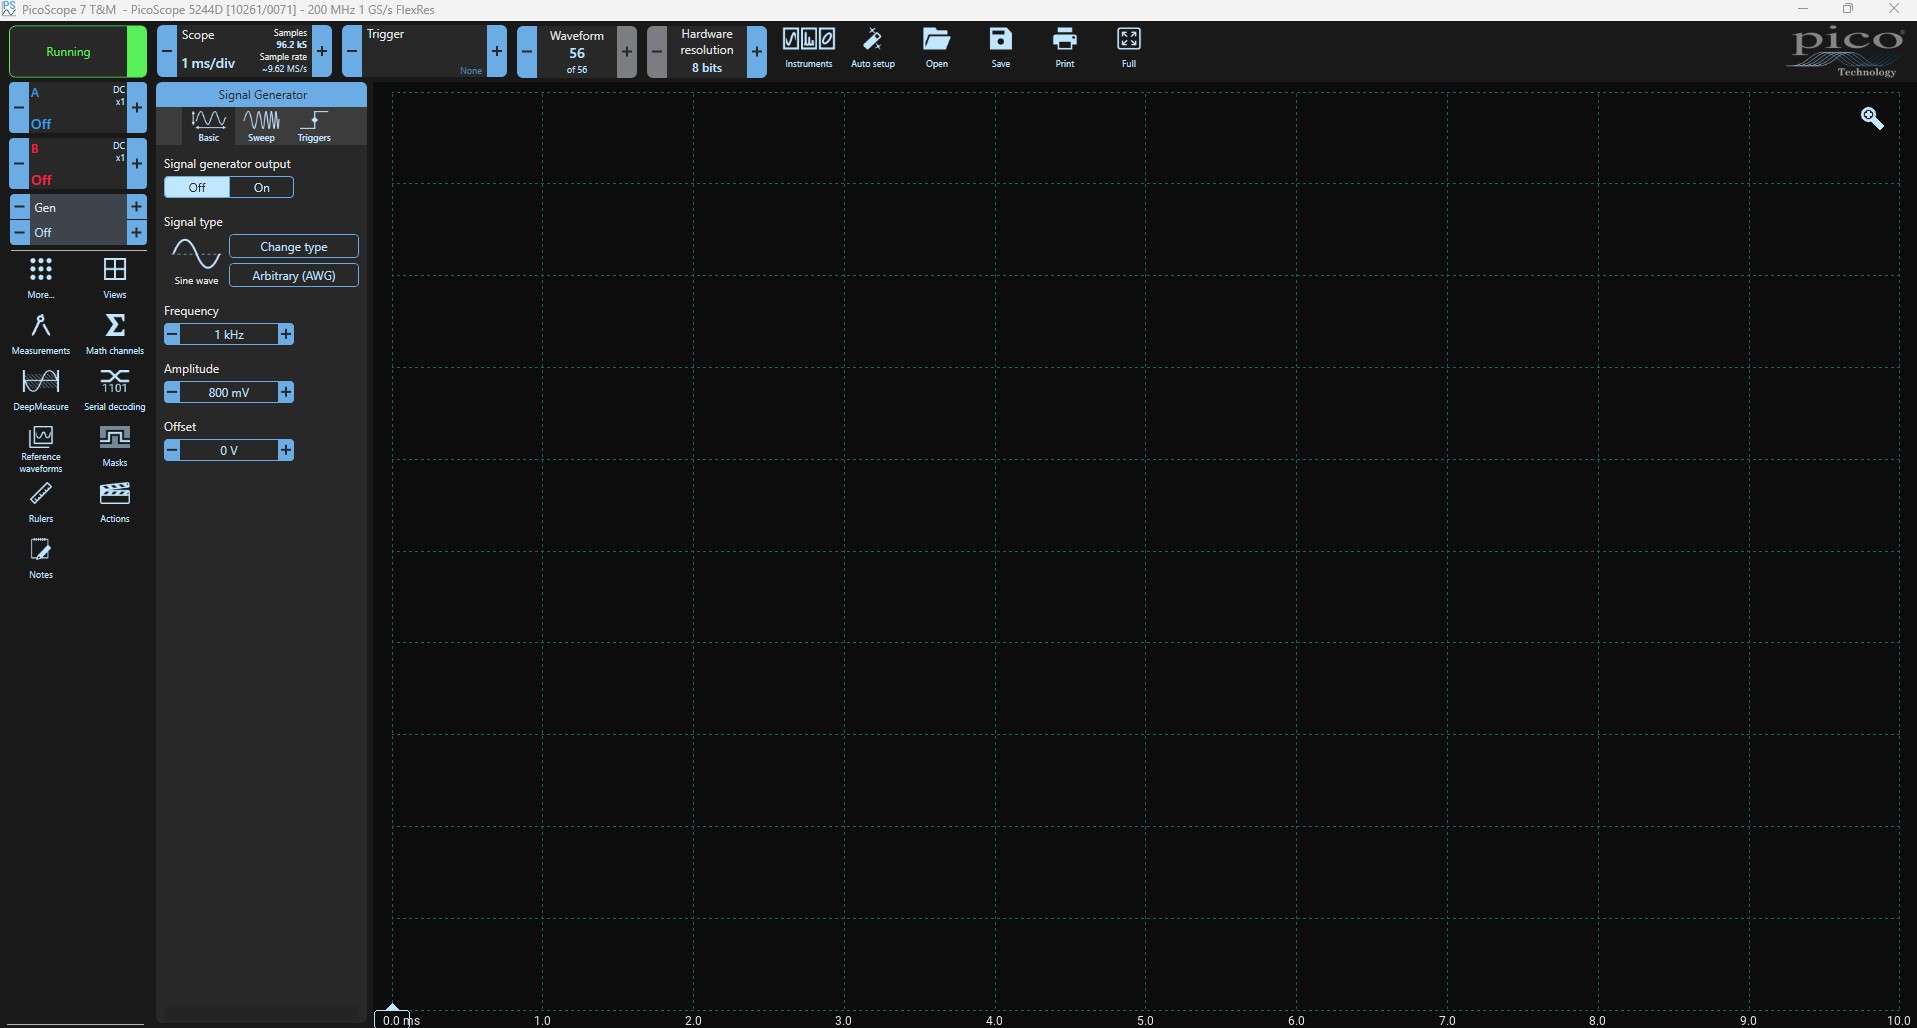 PicoScope 7 T&M - PicoScope 5244D [10261/0071] - 200 MHz 1 GS/s FlexRes
Running
Scope
1 ms/div
Samples
96.2 kS
Sample rate
~9.62 MS/s
Trigger
None
Waveform
56
of 56
Hardware
resolution
8 bits
Instruments
Auto setup
Open
Save
Print
Full
pico
Technology
A
DC
x1
Off
B
DC
x1
Off
Gen
Off
More...
Views
Measurements
Math channels
DeepMeasure
1101
Serial decoding
Reference
waveforms
Masks
Rulers
Actions
Notes
Signal Generator
Basic
Sweep
Triggers
Signal generator output
Off
On
Signal type
Sine wave
Change type
Arbitrary (AWG)
Frequency
1 kHz
Amplitude
800 mV
Offset
0 V
0.0 ms
1.0
2.0
3.0
4.0
5.0
6.0
7.0
8.0
9.0
10.0